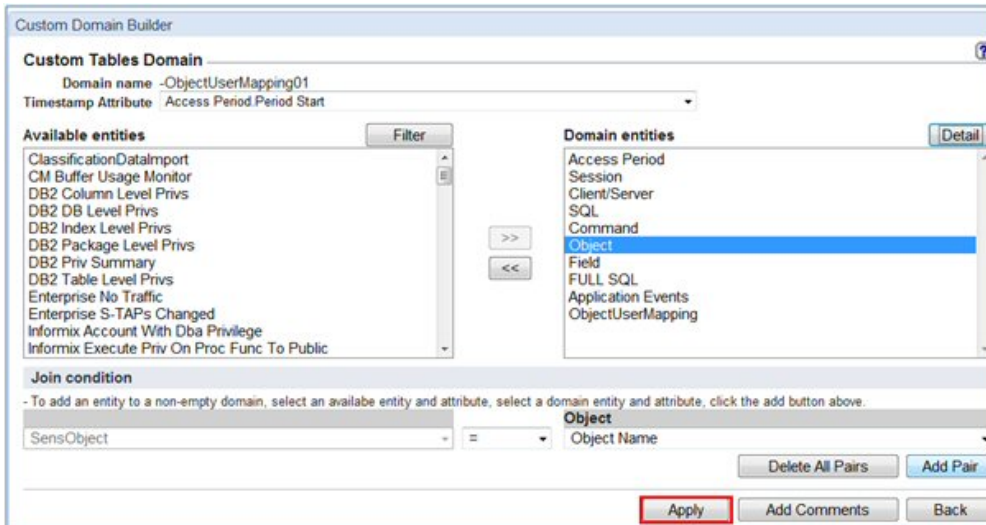 Custom Domain Builder
Custom Tables Domain
?
Domain name -ObjectUserMapping01
Timestamp Attribute Access Period.Period Start
Available entities
Filter
ClassificationDataImport
CM Buffer Usage Monitor
DB2 Column Level Privs
DB2 DB Level Privs
DB2 Index Level Privs
DB2 Package Level Privs
DB2 Priv Summary
DB2 Table Level Privs
Enterprise No Traffic
Enterprise S-TAPs Changed
Informix Account With Dba Privilege
Informix Execute Priv On Proc Func To Public
>>
<<
Domain entities
Detail
Access Period
Session
Client/Server
SQL
Command
Object
Field
FULL SQL
Application Events
ObjectUserMapping
Join condition
- To add an entity to a non-empty domain, select an availabe entity and attribute, select a domain entity and attribute, click the add button above.
Object
SensObject = Object Name
Delete All Pairs Add Pair
Apply Add Comments Back